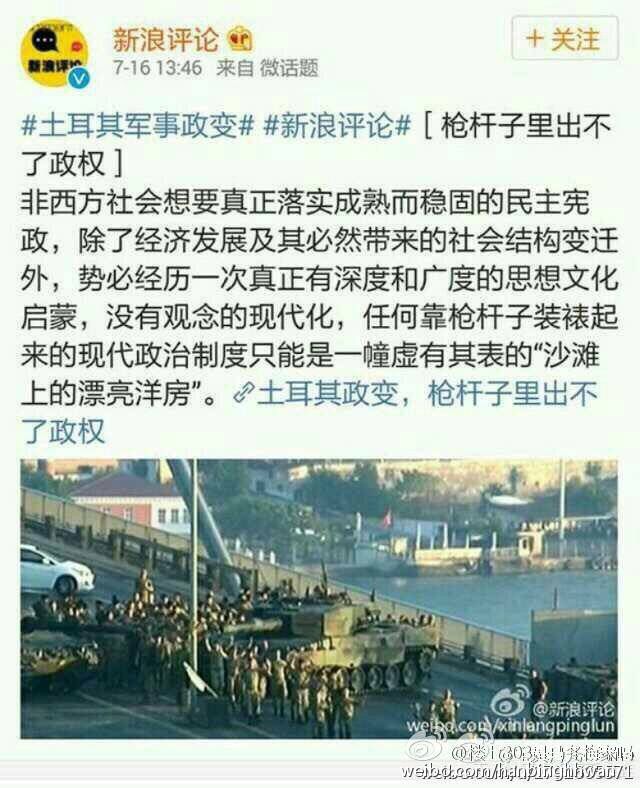 新浪评论
+ 关注
7-16 13:46 来自 微话题
新浪评论
#土耳其军事政变# #新浪评论# [ 枪杆子里出不
了政权 ]
非西方社会想要真正落实成熟而稳固的民主宪
政，除了经济发展及其必然带来的社会结构变迁
外，势必经历一次真正有深度和广度的思想文化
启蒙，没有观念的现代化，任何靠枪杆子装裱起
来的现代政治制度只能是一幢虚有其表的“沙滩
上的漂亮洋房”。土耳其政变，枪杆子里出不
了政权
@新浪评论
weibo.com/xinlangpinglun